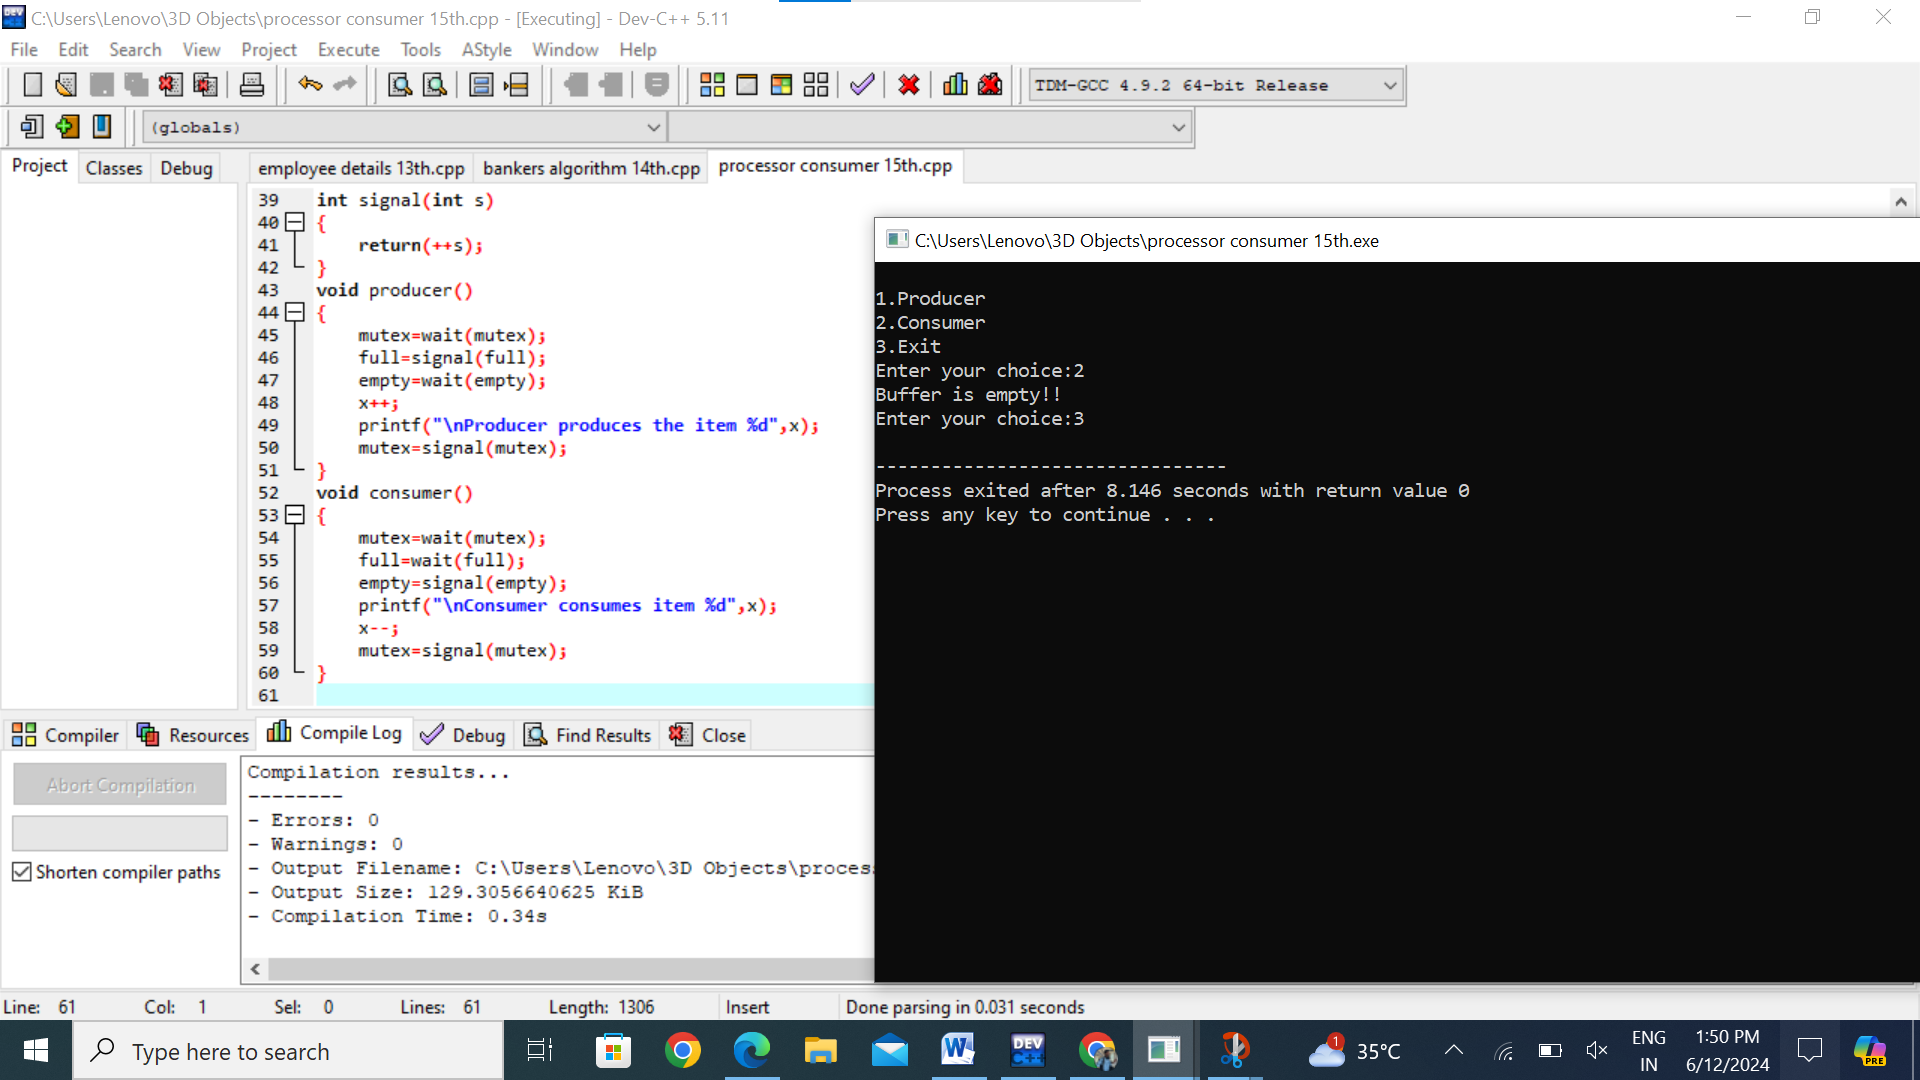 C:\Users\Lenovo\3D Objects\processor consumer 15th.cpp - [Executing] - Dev-C++ 5.11
File Edit Search View Project Execute Tools AStyle Window Help
TDM-GCC 4.9.2 64-bit Release
(globals)
Project Classes Debug
employee details 13th.cpp bankers algorithm 14th.cpp processor consumer 15th.cpp
39 int signal(int s)
40 {
41 return(++s);
42 }
43 void producer()
44 {
45 mutex=wait(mutex);
46 full=signal(full);
47 empty=wait(empty);
48 x++;
49 printf("\nProducer produces the item %d",x);
50 mutex=signal(mutex);
51 }
52 void consumer()
53 {
54 mutex=wait(mutex);
55 full=wait(full);
56 empty=signal(empty);
57 printf("\nConsumer consumes item %d",x);
58 x--;
59 mutex=signal(mutex);
60 }
61
C:\Users\Lenovo\3D Objects\processor consumer 15th.exe
1.Producer
2.Consumer
3.Exit
Enter your choice:2
Buffer is empty!!
Enter your choice:3
--------------------------------
Process exited after 8.146 seconds with return value 0
Press any key to continue . . .
Compiler Resources Compile Log Debug Find Results Close
Abort Compilation
Shorten compiler paths
Compilation results...
--------
- Errors: 0
- Warnings: 0
- Output Filename: C:\Users\Lenovo\3D Objects\proces
- Output Size: 129.3056640625 KiB
- Compilation Time: 0.34s
Line: 61 Col: 1 Sel: 0 Lines: 61 Length: 1306 Insert Done parsing in 0.031 seconds
Type here to search
DEV
C++
1
35°C
ENG
IN
1:50 PM
6/12/2024
PRE